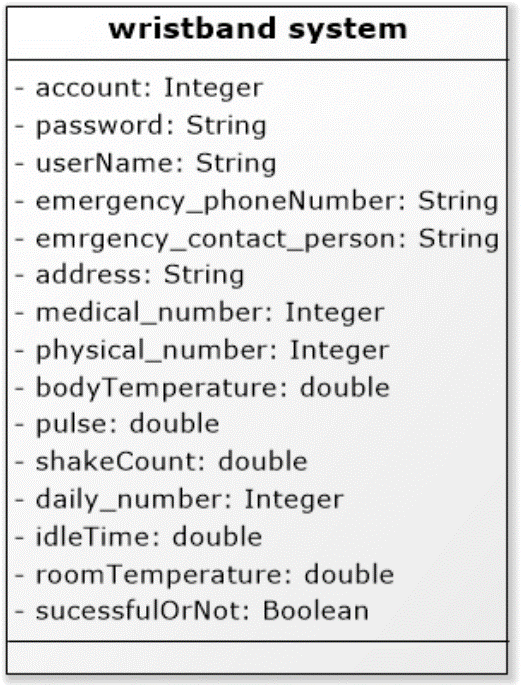 wristband system
- account: Integer
- password: String
- userName: String
- emergency_phoneNumber: String
- emrgency_contact_person: String
- address: String
- medical_number: Integer
- physical_number: Integer
- bodyTemperature: double
- pulse: double
- shakeCount: double
- daily_number: Integer
- idleTime: double
- roomTemperature: double
- sucessfulOrNot: Boolean